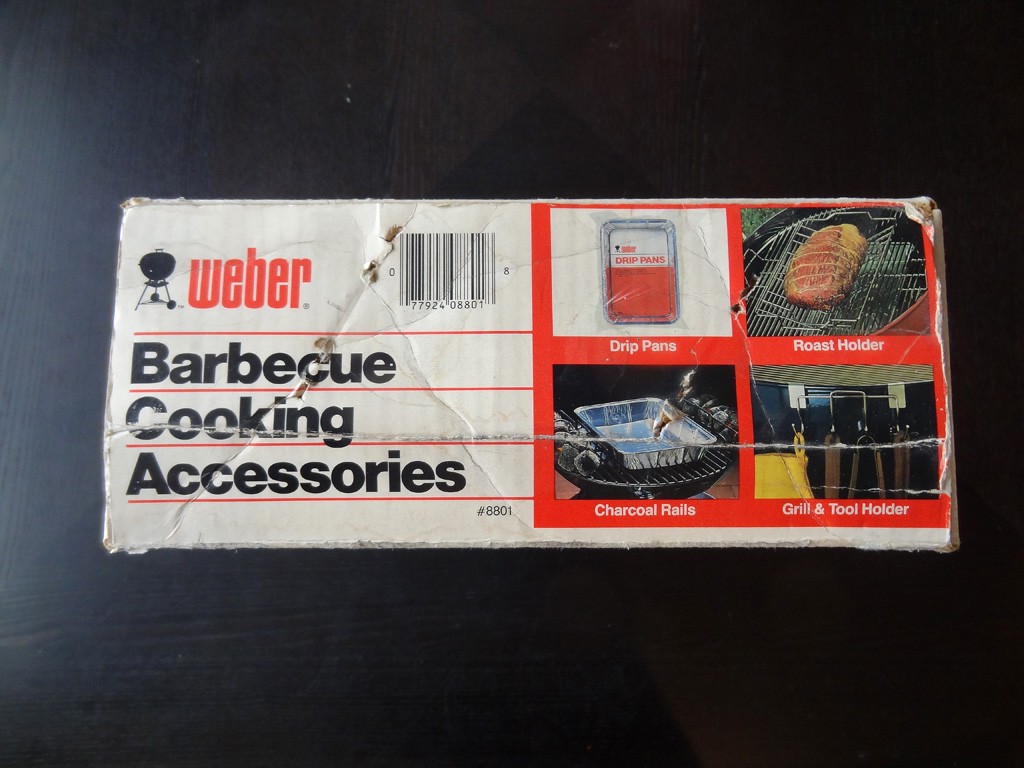 weber®
0 77924 08801 8
Barbecue
Cooking
Accessories
#8801
weber
DRIP PANS
Drip Pans
Roast Holder
Charcoal Rails
Grill & Tool Holder